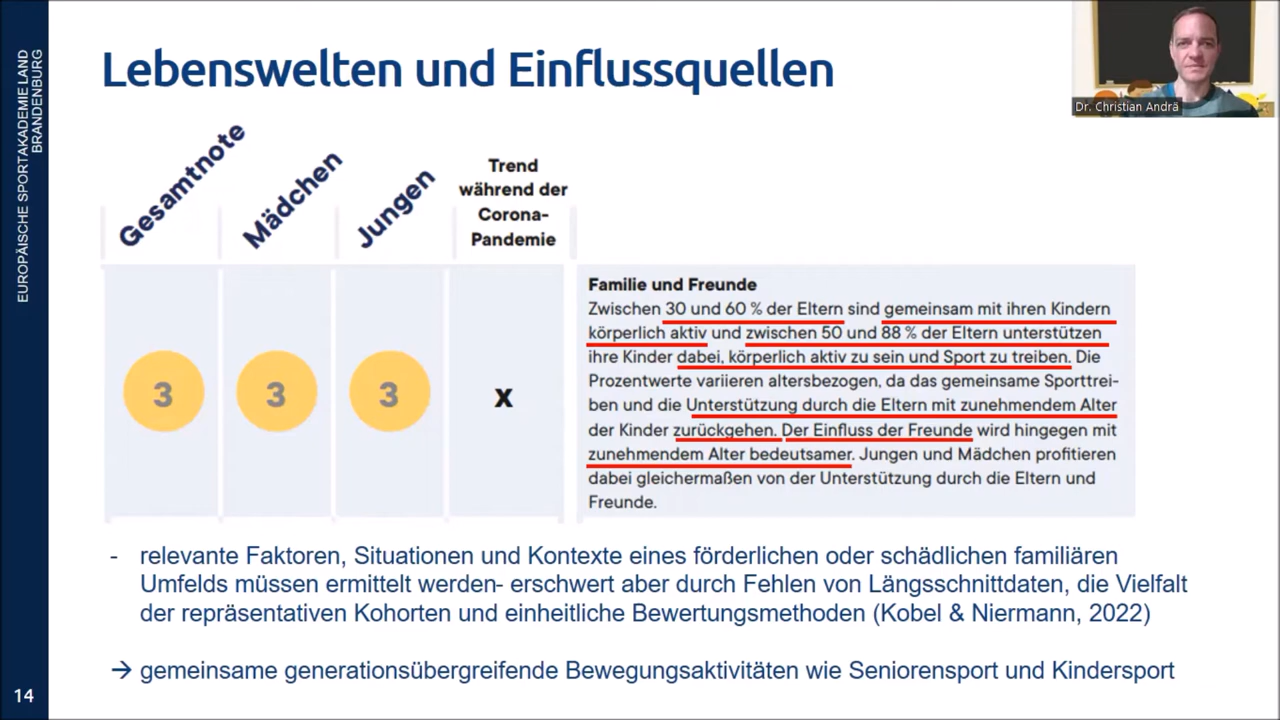 EUROPÄISCHE SPORTAKADEMIE LAND
BRANDENBURG
Lebenswelten und Einflussquellen
Dr. Christian Andrä
Gesamtnote
Mädchen
Jungen
Trend
während der
Corona-
Pandemie
3
3
3
x
Familie und Freunde
Zwischen 30 und 60 % der Eltern sind gemeinsam mit ihren Kindern
körperlich aktiv und zwischen 50 und 88 % der Eltern unterstützen
ihre Kinder dabei, körperlich aktiv zu sein und Sport zu treiben. Die
Prozentwerte variieren altersbezogen, da das gemeinsame Sporttrei-
ben und die Unterstützung durch die Eltern mit zunehmendem Alter
der Kinder zurückgehen. Der Einfluss der Freunde wird hingegen mit
zunehmendem Alter bedeutsamer. Jungen und Mädchen profitieren
dabei gleichermaßen von der Unterstützung durch die Eltern und
Freunde.
- relevante Faktoren, Situationen und Kontexte eines förderlichen oder schädlichen familiären
Umfelds müssen ermittelt werden- erschwert aber durch Fehlen von Längsschnittdaten, die Vielfalt
der repräsentativen Kohorten und einheitliche Bewertungsmethoden (Kobel & Niermann, 2022)
→ gemeinsame generationsübergreifende Bewegungsaktivitäten wie Seniorensport und Kindersport
14